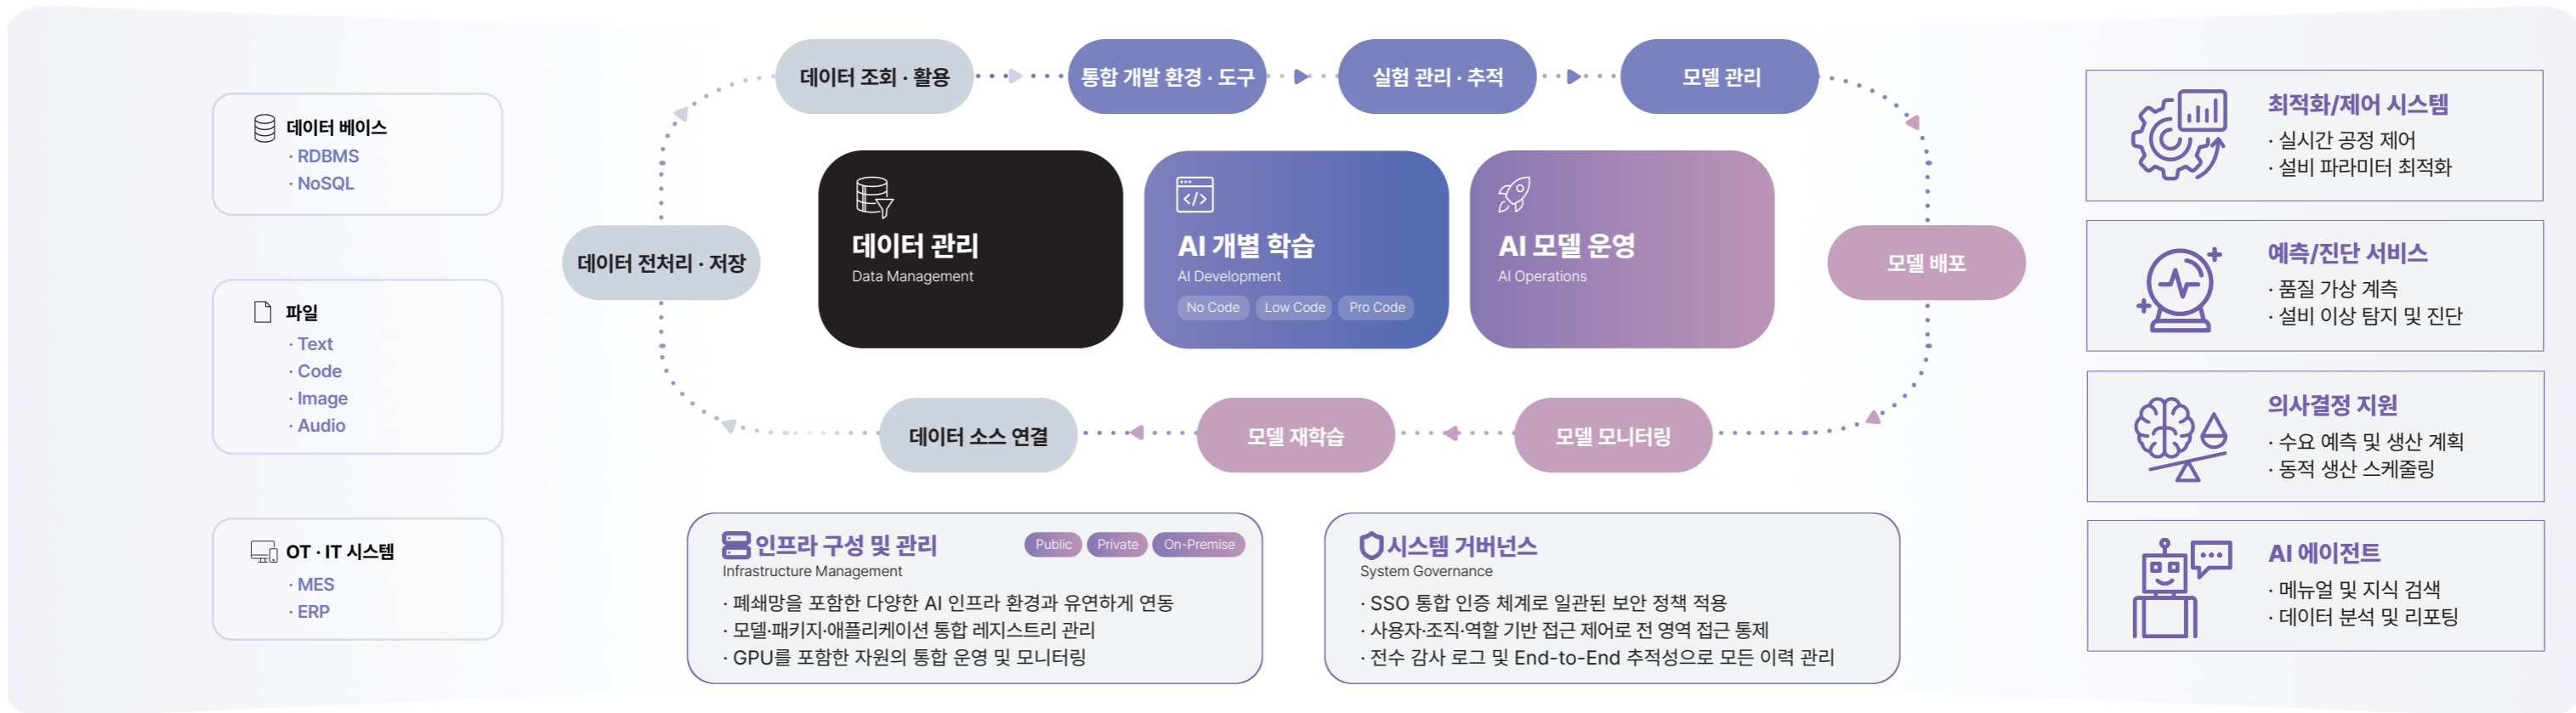 데이터 베이스
· RDBMS
· NoSQL
파일
· Text
· Code
· Image
· Audio
OT · IT 시스템
· MES
· ERP
데이터 조회 · 활용
통합 개발 환경 · 도구
실험 관리 · 추적
모델 관리
데이터 전처리 · 저장
데이터 관리
Data Management
AI 개별 학습
AI Development
No Code
Low Code
Pro Code
AI 모델 운영
AI Operations
모델 배포
데이터 소스 연결
모델 재학습
모델 모니터링
인프라 구성 및 관리
Public
Private
On-Premise
Infrastructure Management
· 폐쇄망을 포함한 다양한 AI 인프라 환경과 유연하게 연동
· 모델·패키지·애플리케이션 통합 레지스트리 관리
· GPU를 포함한 자원의 통합 운영 및 모니터링
시스템 거버넌스
System Governance
· SSO 통합 인증 체계로 일관된 보안 정책 적용
· 사용자·조직·역할 기반 접근 제어로 전 영역 접근 통제
· 전수 감사 로그 및 End-to-End 추적성으로 모든 이력 관리
최적화/제어 시스템
· 실시간 공정 제어
· 설비 파라미터 최적화
예측/진단 서비스
· 품질 가상 계측
· 설비 이상 탐지 및 진단
의사결정 지원
· 수요 예측 및 생산 계획
· 동적 생산 스케줄링
AI 에이전트
· 메뉴얼 및 지식 검색
· 데이터 분석 및 리포팅